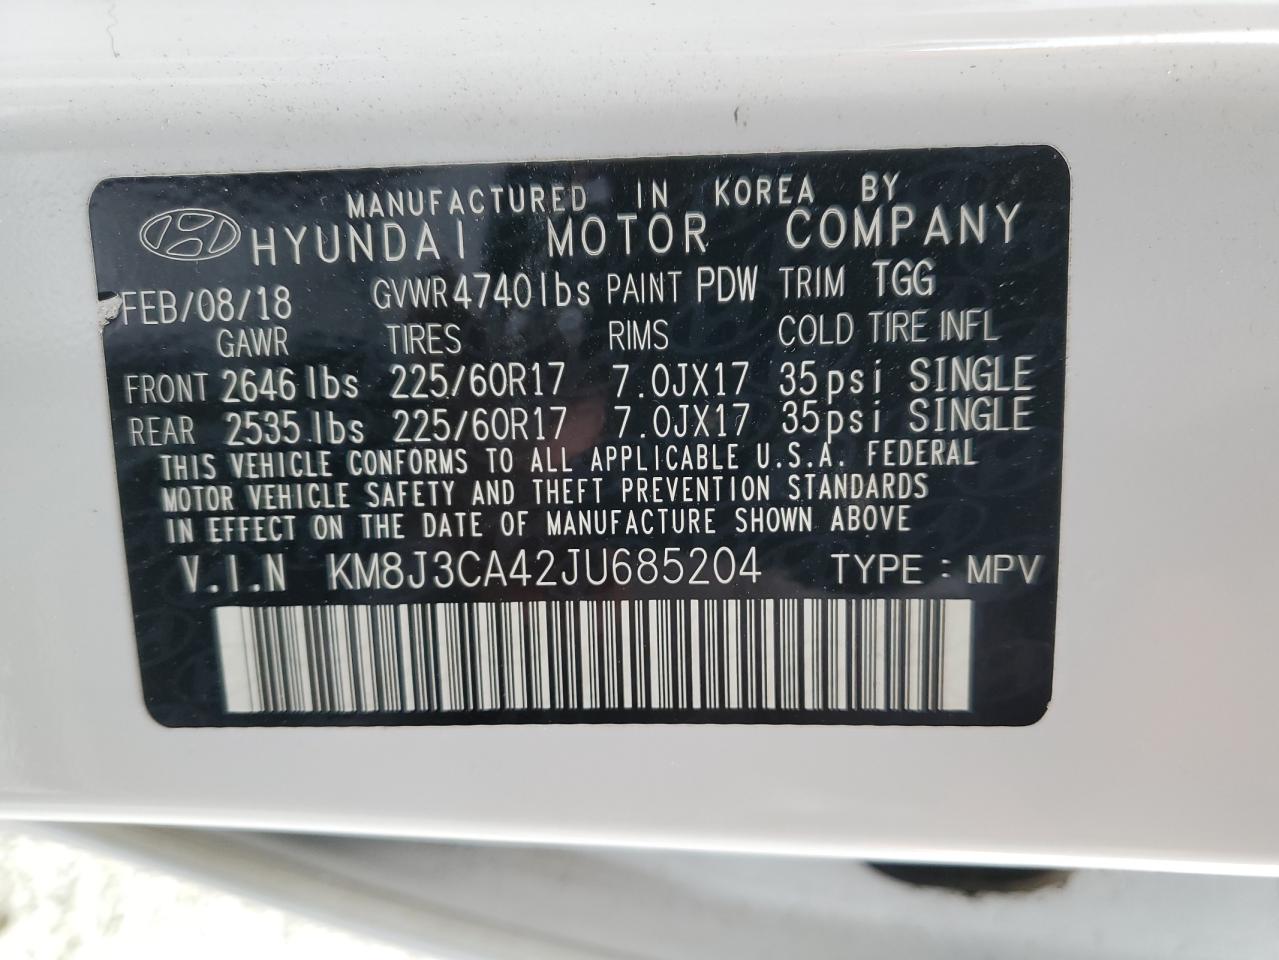 MANUFACTURED IN KOREA BY
HYUNDAI MOTOR COMPANY
FEB/08/18 GVWR 4740lbs PAINT PDW TRIM TGG
GAWR TIRES RIMS COLD TIRE INFL
FRONT 2646 lbs 225/60R17 7.0JX17 35psi SINGLE
REAR 2535 lbs 225/60R17 7.0JX17 35psi SINGLE
THIS VEHICLE CONFORMS TO ALL APPLICABLE U.S.A. FEDERAL
MOTOR VEHICLE SAFETY AND THEFT PREVENTION STANDARDS
IN EFFECT ON THE DATE OF MANUFACTURE SHOWN ABOVE
V.I.N KM8J3CA42JU685204 TYPE : MPV